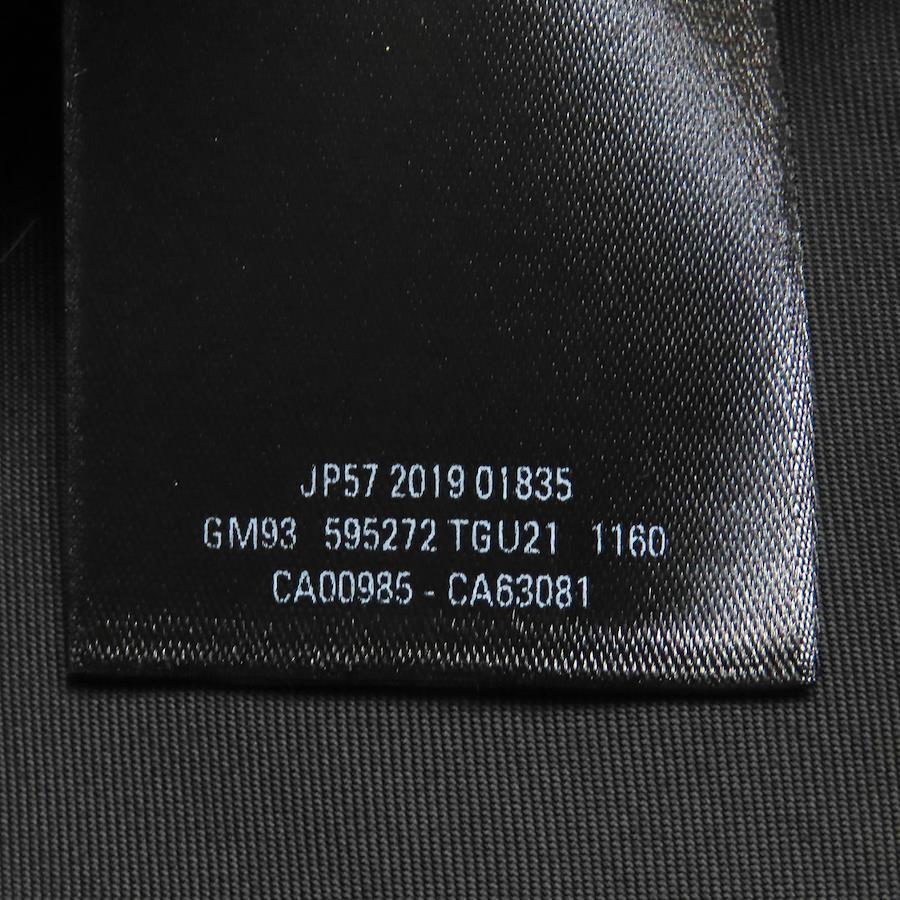 JP57 2019 01835
GM93 595272 TGU21 1160
CA00985 - CA63081